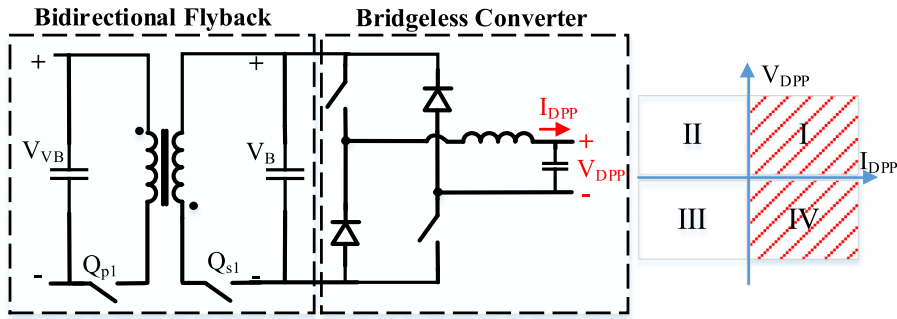 Bidirectional Flyback
Bridgeless Converter
+
+
V_VB
V_B
-
-
Q_p1
Q_s1
I_DPP
+
V_DPP
-
V_DPP
II
I
I_DPP
III
IV